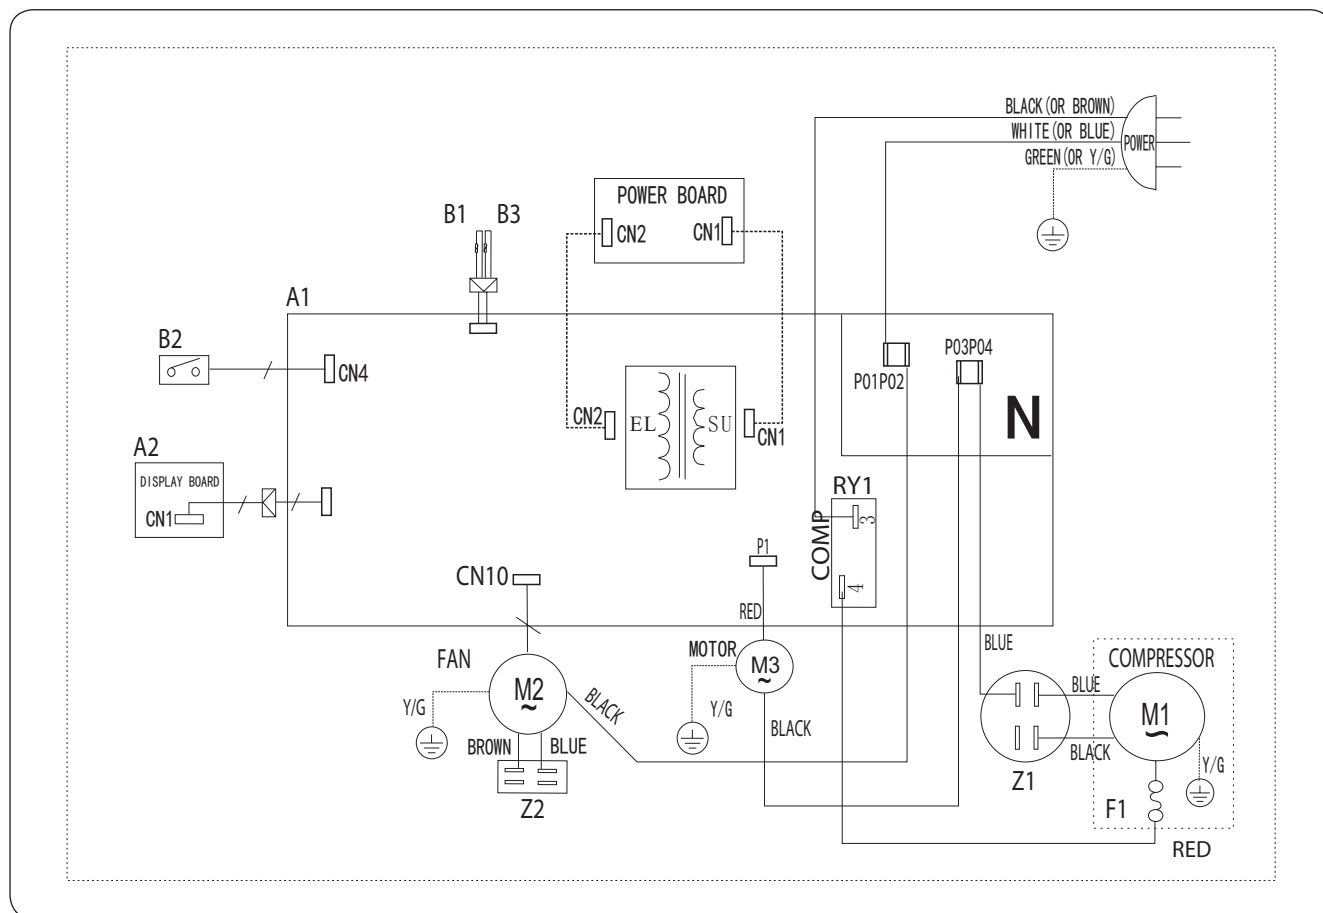 BLACK(OR BROWN)
WHITE(OR BLUE)
GREEN(OR Y/G)
POWER
POWER BOARD
CN2
CN1
B1
B3
A1
B2
CN4
P03P04
P01P02
N
CN2
EL
SU
CN1
A2
DISPLAY BOARD
CN1
RY1
COMP
3
4
P1
CN10
RED
BLUE
FAN
MOTOR
M3
~
COMPRESSOR
M2
~
BLACK
Y/G
Y/G
BLUE
M1
~
BROWN
BLUE
BLACK
BLACK
Y/G
Z2
Z1
F1
RED